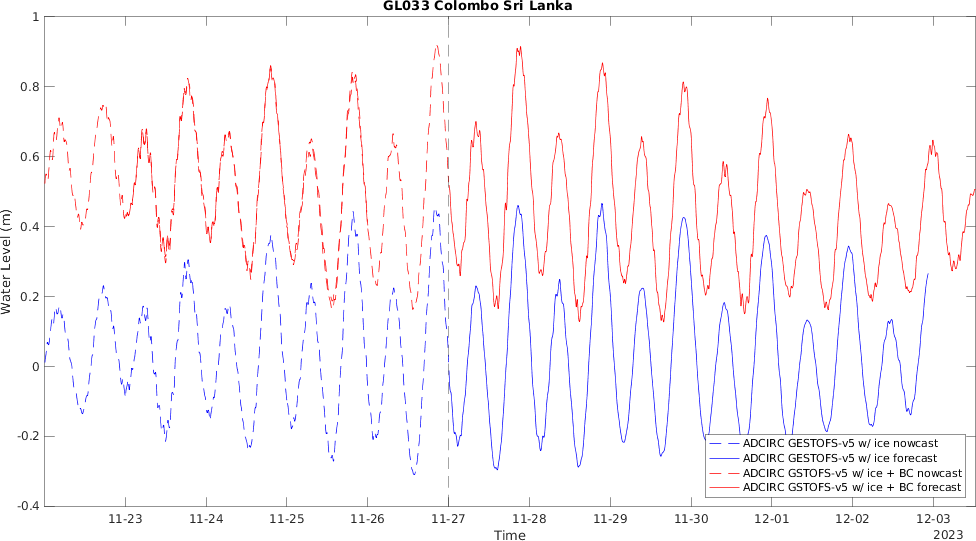 GL033 Colombo Sri Lanka
1
0.8
0.6
0.4
0.2
0
-0.2
-0.4
Water Level (m)
ADCIRC GESTOFS-v5 w/ ice nowcast
ADCIRC GESTOFS-v5 w/ ice forecast
ADCIRC GSTOFS-v5 w/ ice + BC nowcast
ADCIRC GSTOFS-v5 w/ ice + BC forecast
11-23 11-24 11-25 11-26 11-27 11-28 11-29 11-30 12-01 12-02 12-03
Time
2023